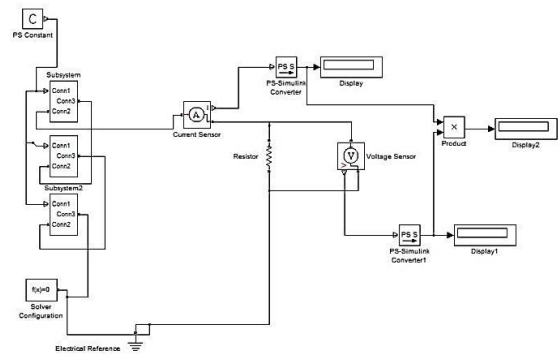 C
PS Constant
Subsystem
Conn1
Conn3
Conn2
Conn1
Conn3
Conn2
Subsystem2
Conn1
Conn3
Conn2
f(x)=0
Solver
Configuration
Electrical Reference
A
I
Current Sensor
Resistor
PS S
PS-Simulink
Converter
Display
V
V
Voltage Sensor
PS S
PS-Simulink
Converter1
×
Product
Display2
Display1